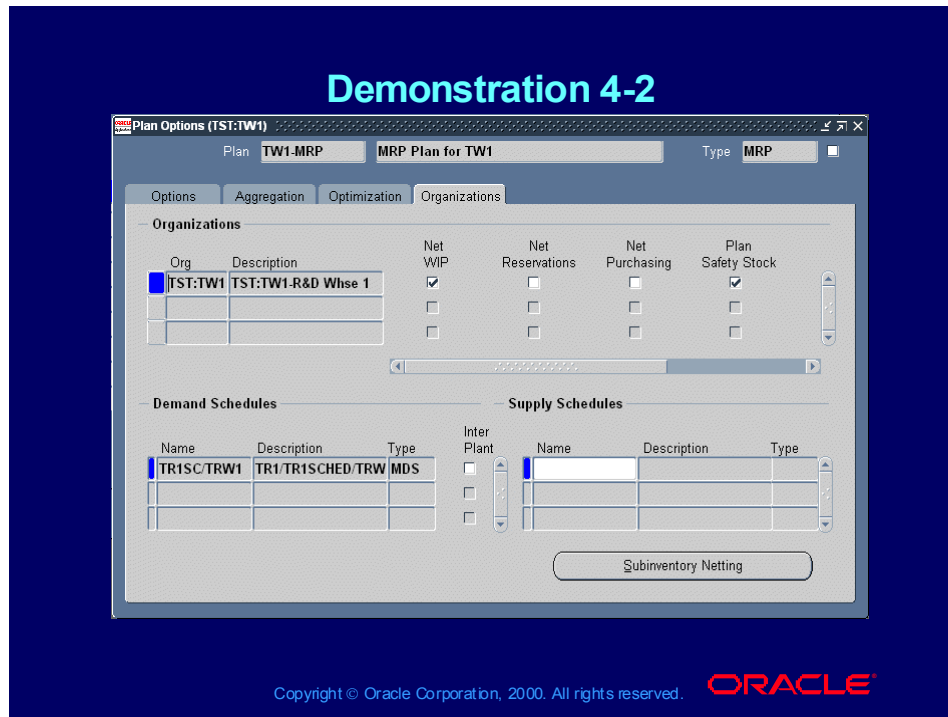 Demonstration 4-2
Plan Options (TST:TW1)
Plan TW1-MRP MRP Plan for TW1 Type MRP
Options Aggregation Optimization Organizations
Organizations
Net Net Net Plan
Org Description WIP Reservations Purchasing Safety Stock
TST:TW1 TST:TW1-R&D Whse 1
Demand Schedules Supply Schedules
Inter
Name Description Type Plant Name Description Type
TR1SC/TRW1 TR1/TR1SCHED/TRW MDS
Subinventory Netting
Copyright © Oracle Corporation, 2000. All rights reserved. ORACLE®